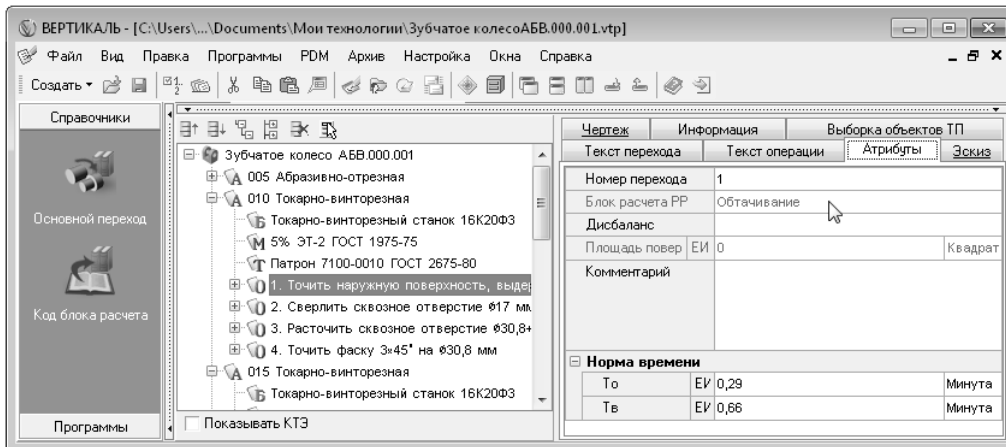 ВЕРТИКАЛЬ - [C:\Users\...\Documents\Мои технологии\Зубчатое колесоАБВ.000.001.vtp]
Файл Вид Правка Программы PDM Архив Настройка Окна Справка
Создать
Справочники
Основной переход
Код блока расчета
Программы
Зубчатое колесо АБВ.000.001
005 Абразивно-отрезная
010 Токарно-винторезная
Токарно-винторезный станок 16К20Ф3
5% ЭТ-2 ГОСТ 1975-75
Патрон 7100-0010 ГОСТ 2675-80
1. Точить наружную поверхность, выде
2. Сверлить сквозное отверстие ø17 мм
3. Расточить сквозное отверстие ø30,8+
4. Точить фаску 3×45° на ø30,8 мм
015 Токарно-винторезная
Токарно-винторезный станок 16К20Ф3
Показывать КТЭ
Чертеж Информация Выборка объектов ТП
Текст перехода Текст операции Атрибуты Эскиз
Номер перехода 1
Блок расчета РР Обтачивание
Дисбаланс
Площадь повер ЕИ 0 Квадрат
Комментарий
Норма времени
То ЕИ 0,29 Минута
Тв ЕИ 0,66 Минута